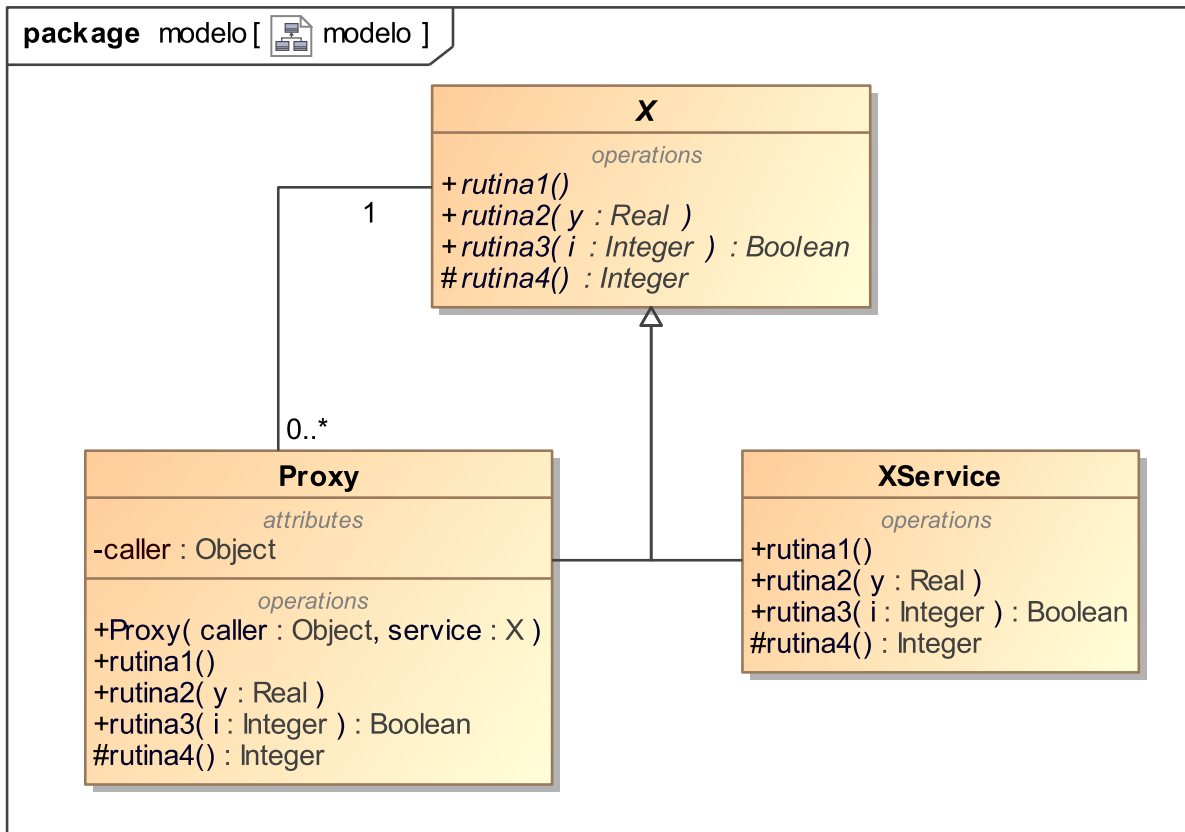 package modelo [ modelo ]
X
operations
+rutina1()
+rutina2( y : Real )
+rutina3( i : Integer ) : Boolean
#rutina4() : Integer
1
0..*
Proxy
attributes
-caller : Object
operations
+Proxy( caller : Object, service : X )
+rutina1()
+rutina2( y : Real )
+rutina3( i : Integer ) : Boolean
#rutina4() : Integer
XService
operations
+rutina1()
+rutina2( y : Real )
+rutina3( i : Integer ) : Boolean
#rutina4() : Integer